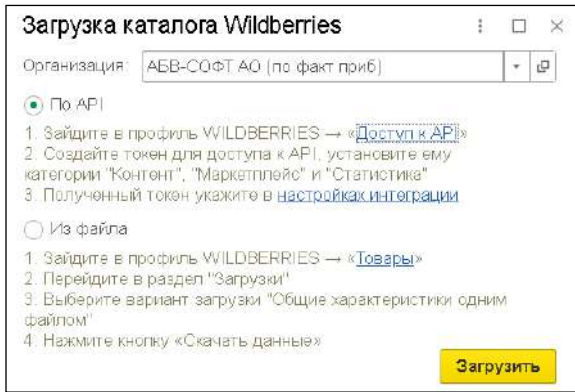 Загрузка каталога Wildberries
Организация: АБВ-СОФТ АО (по факт приб)
По API
1. Зайдите в профиль WILDBERRIES → «Доступ к API»
2. Создайте токен для доступа к API, установите ему
категории "Контент", "Маркетплейс" и "Статистика"
3. Полученный токен укажите в настройках интеграции
Из файла
1. Зайдите в профиль WILDBERRIES → «Товары»
2. Перейдите в раздел "Загрузки"
3. Выберите вариант загрузки "Общие характеристики одним
файлом"
4. Нажмите кнопку «Скачать данные»
Загрузить